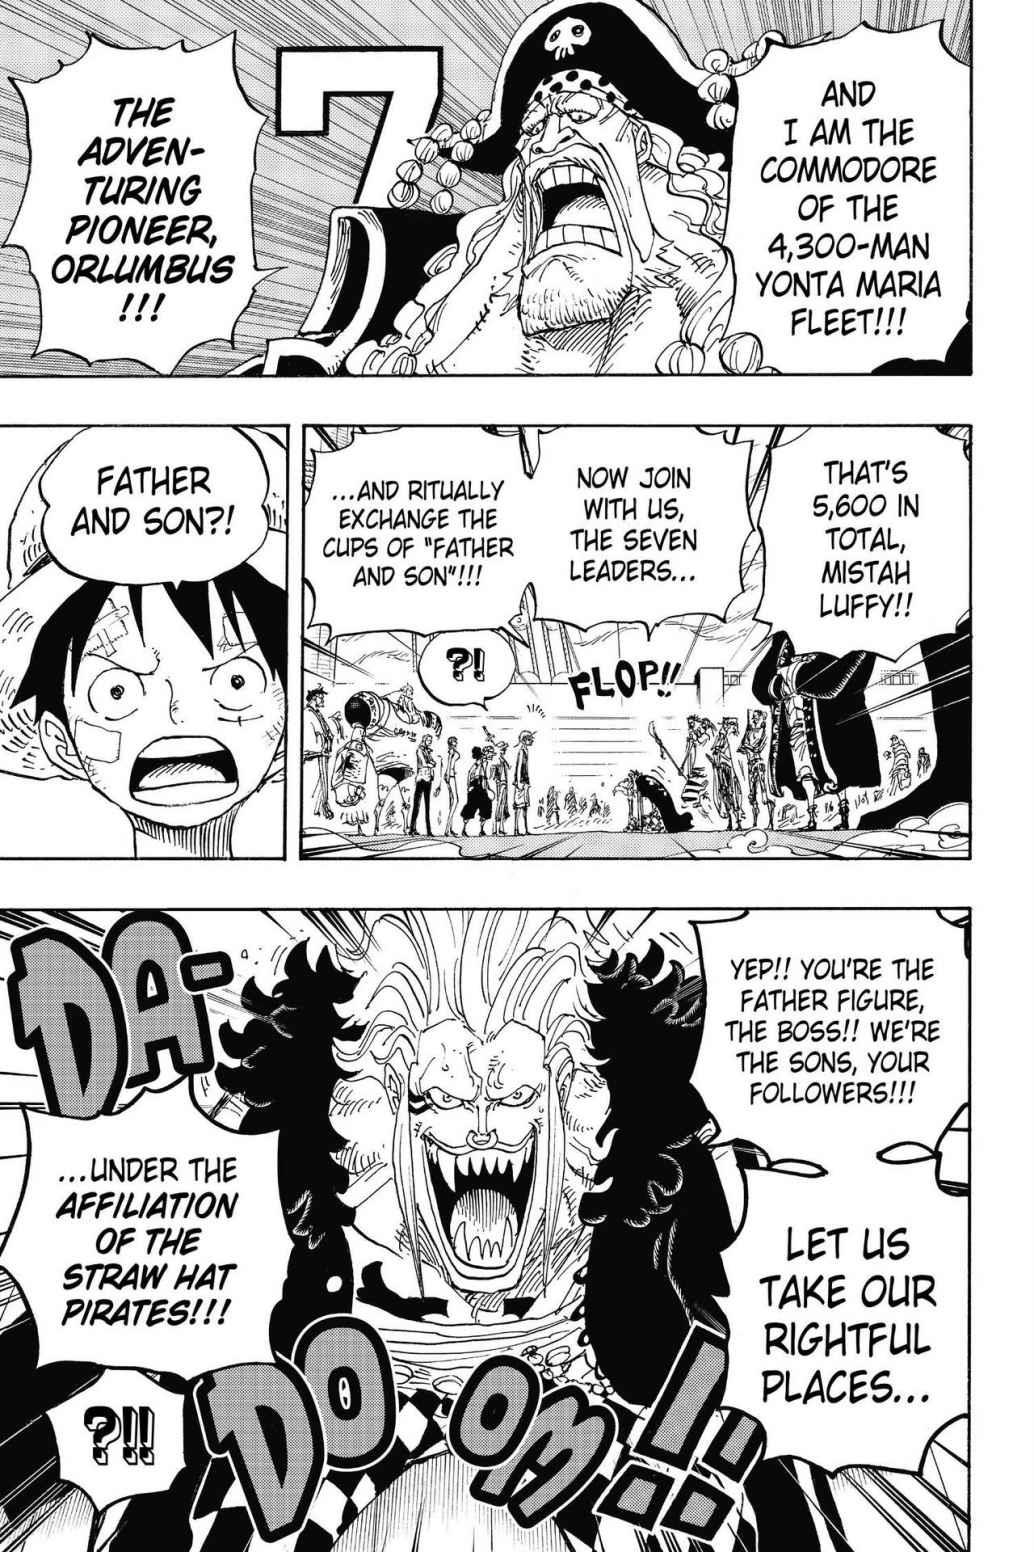 AND
I AM THE
COMMODORE
OF THE
4,300-MAN
YONTA MARIA
FLEET!!!
7
THE
ADVEN-
TURING
PIONEER,
ORLUMBUS
!!!
THAT'S
5,600 IN
TOTAL,
MISTAH
LUFFY!!
NOW JOIN
WITH US,
THE SEVEN
LEADERS...
...AND RITUALLY
EXCHANGE THE
CUPS OF "FATHER
AND SON"!!!
FLOP!!
?!
FATHER
AND SON?!
YEP!! YOU'RE THE
FATHER FIGURE,
THE BOSS!! WE'RE
THE SONS, YOUR
FOLLOWERS!!!
LET US
TAKE OUR
RIGHTFUL
PLACES...
DA-
...UNDER THE
AFFILIATION
OF THE
STRAW HAT
PIRATES!!!
DOOM!!
?!!